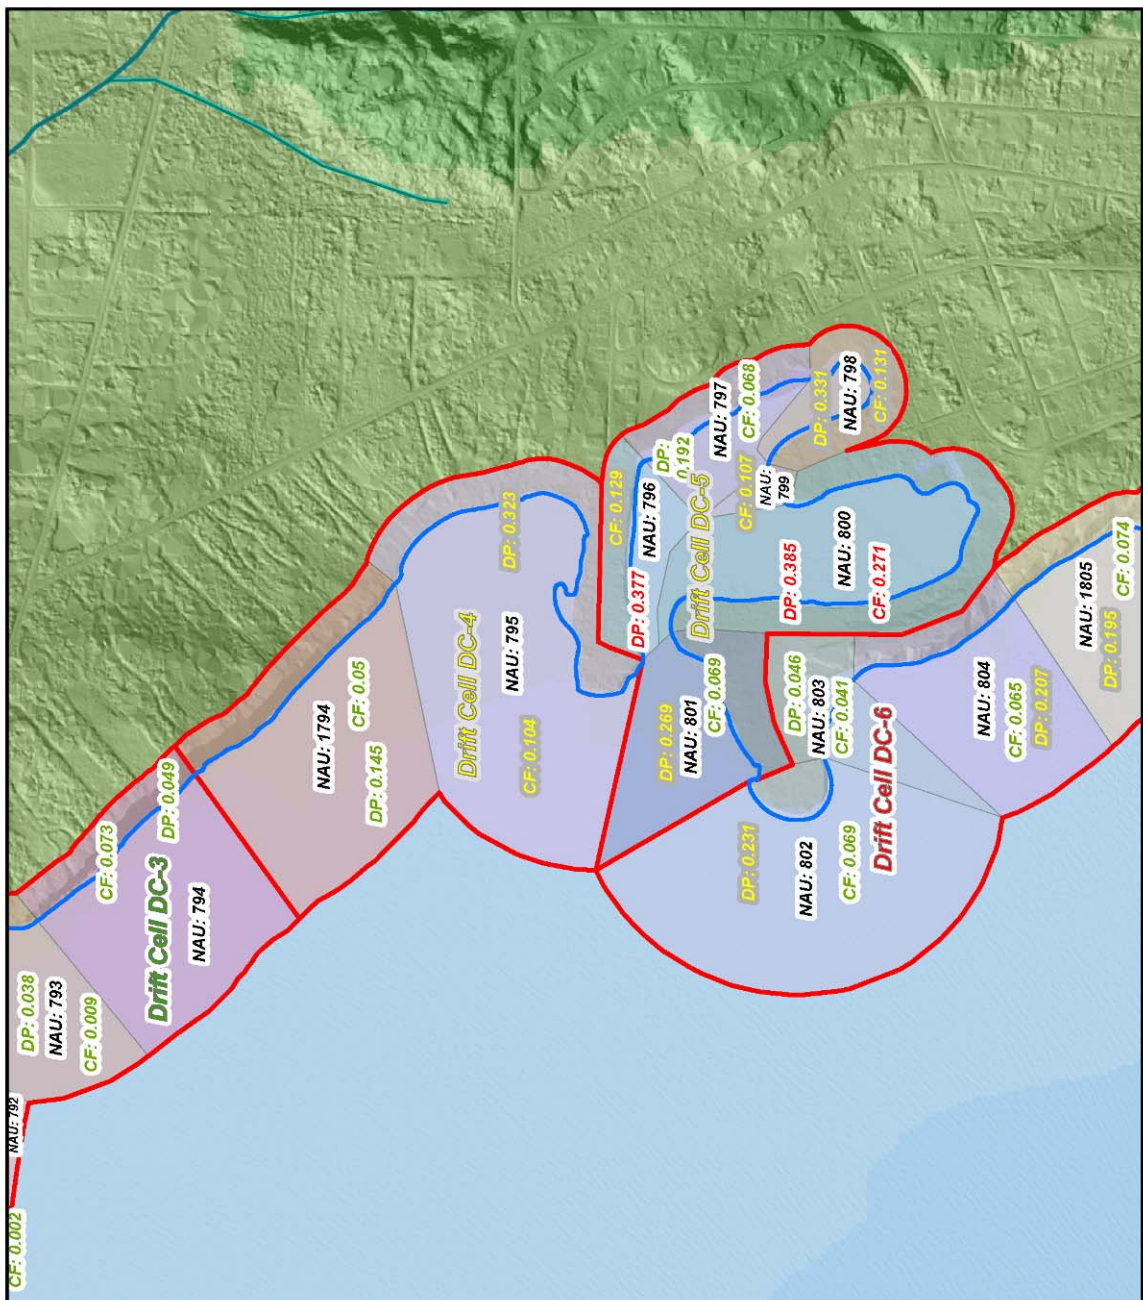 CF: 0.002
NAU: 792
DP: 0.038
NAU: 793
CF: 0.009
CF: 0.073
DP: 0.049
Drift Cell DC-3
NAU: 794
NAU: 1794
CF: 0.05
DP: 0.145
DP: 0.323
Drift Cell DC-4
NAU: 795
CF: 0.104
CF: 0.129
NAU: 796
DP: 0.377
DP:
0.192
NAU: 797
CF: 0.068
Drift Cell DC-5
CF: 0.107
NAU:
799
DP: 0.331
NAU: 798
CF: 0.131
DP: 0.385
NAU: 800
CF: 0.271
DP: 0.269
NAU: 801
CF: 0.069
DP: 0.046
NAU: 803
CF: 0.041
DP: 0.231
NAU: 802
CF: 0.069
Drift Cell DC-6
NAU: 804
CF: 0.065
DP: 0.207
NAU: 1805
CF: 0.074
DP: 0.195